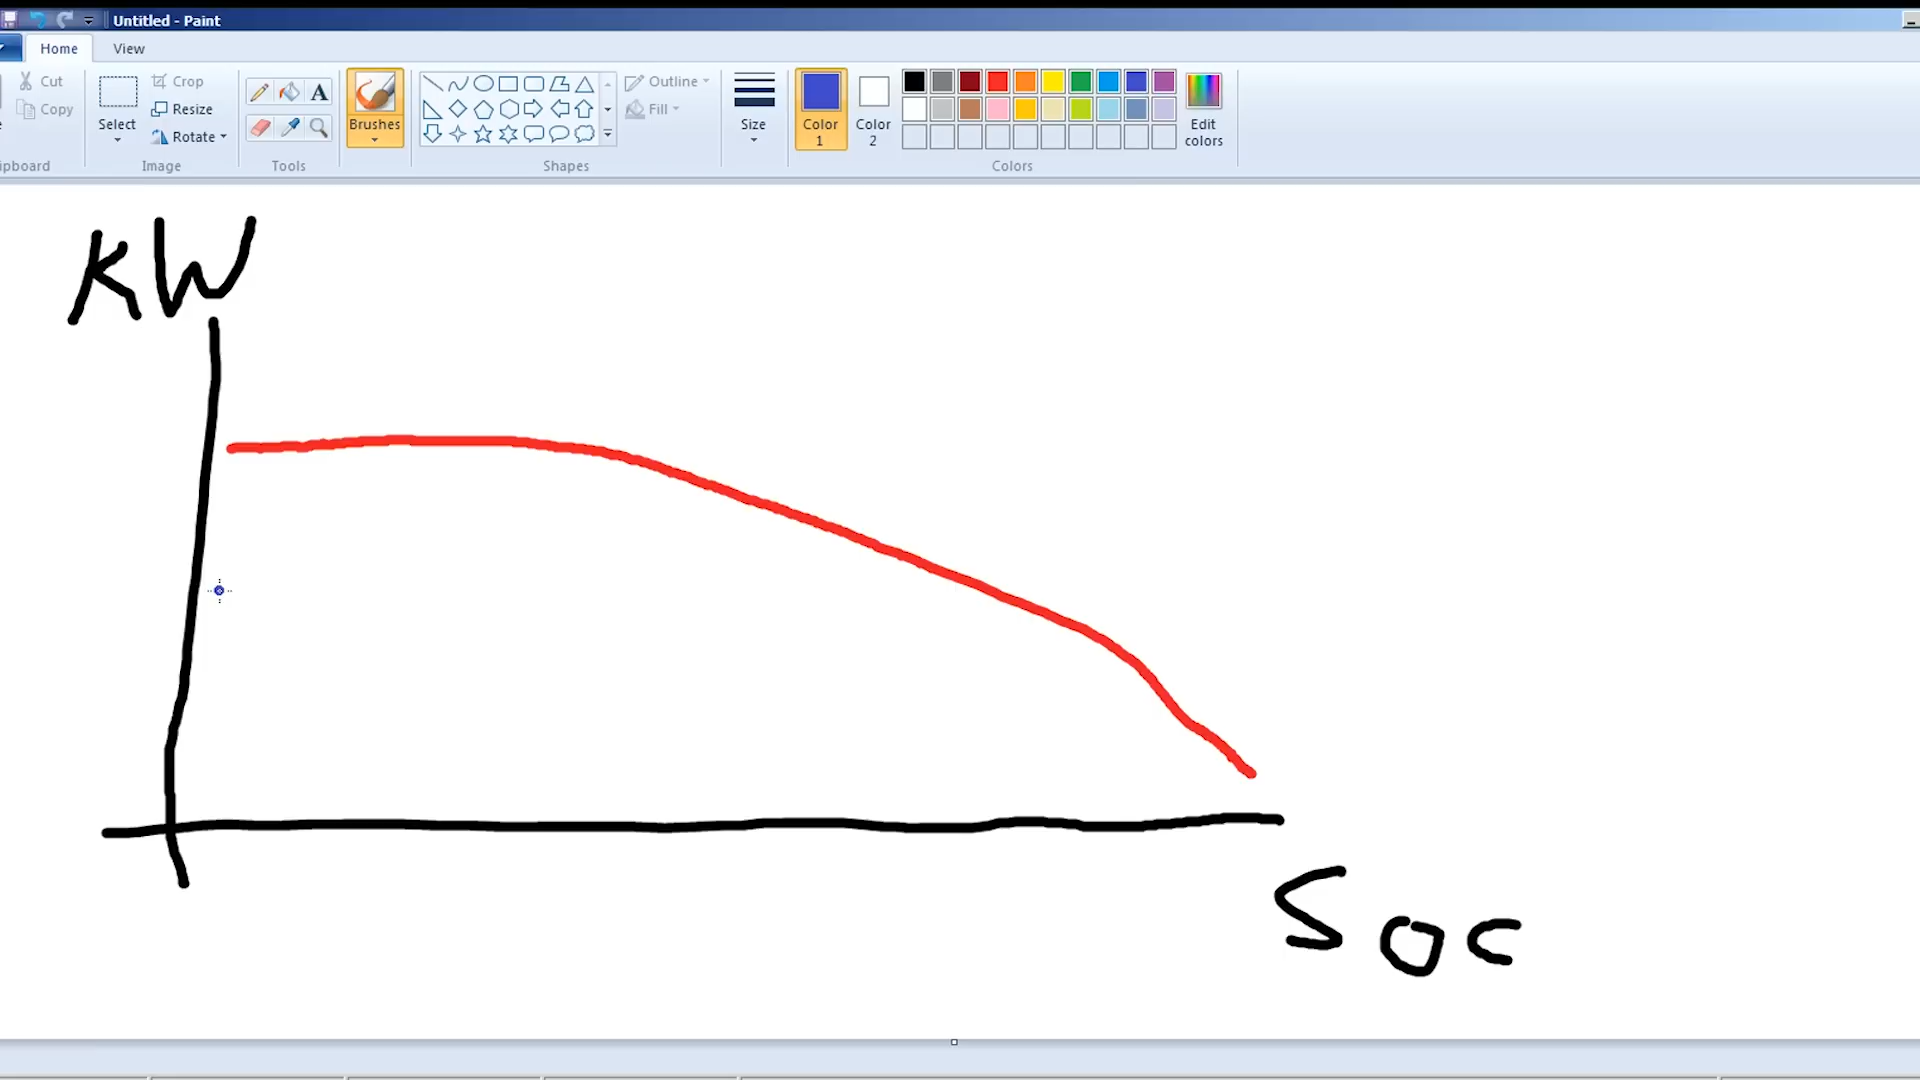 Untitled - Paint
Home View
Cut
Copy
Select
Crop
Resize
Rotate
Brushes
Outline
Fill
Size
Color 1
Color 2
Edit colors
Image
Tools
Shapes
Colors
KW
SOC